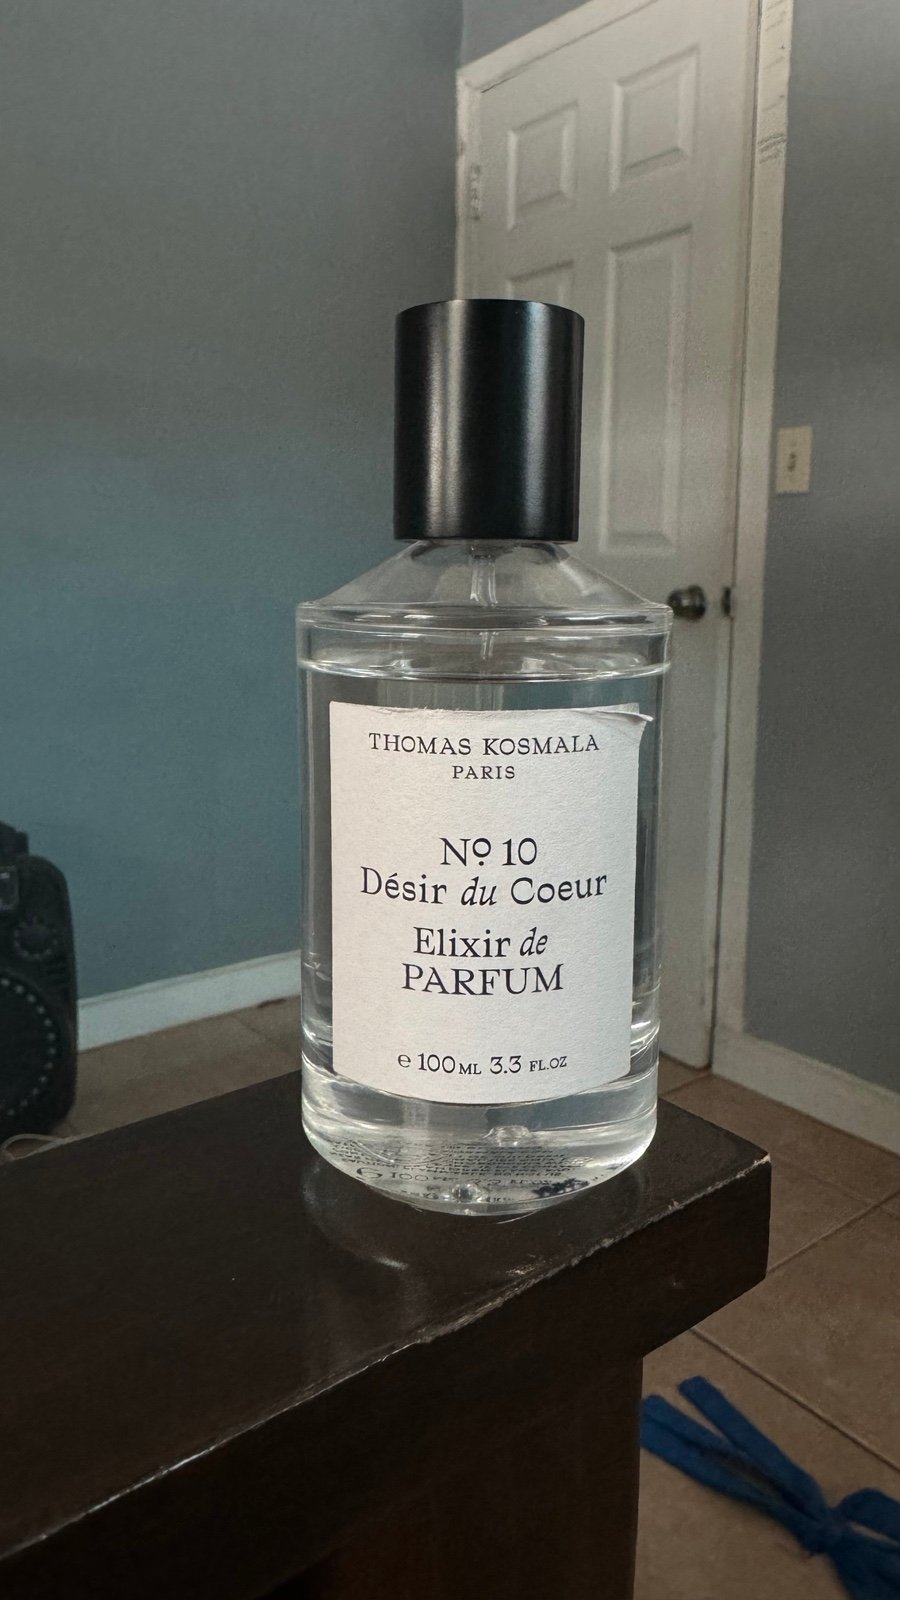 THOMAS KOSMALA
PARIS
Nº 10
Désir du Coeur
Elixir de
PARFUM
℮ 100ML 3.3 FL.OZ